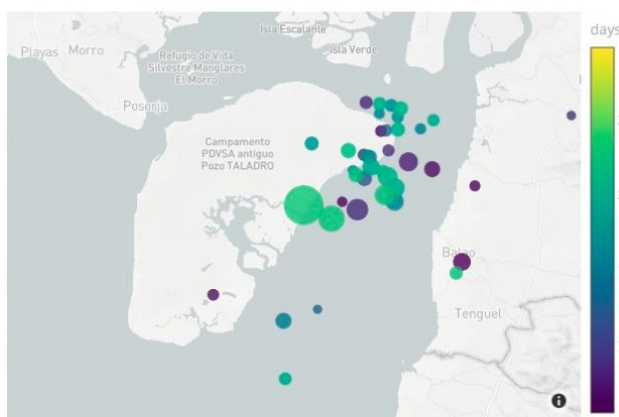 days
Isla Escalante
Isla Verde
Playas
Morro
Refugio de Vida
Silvestre Manglares
El Morro
Posorja
Campamento
PDVSA antiguo
Pozo TALADRO
Balao
Tenguel
i